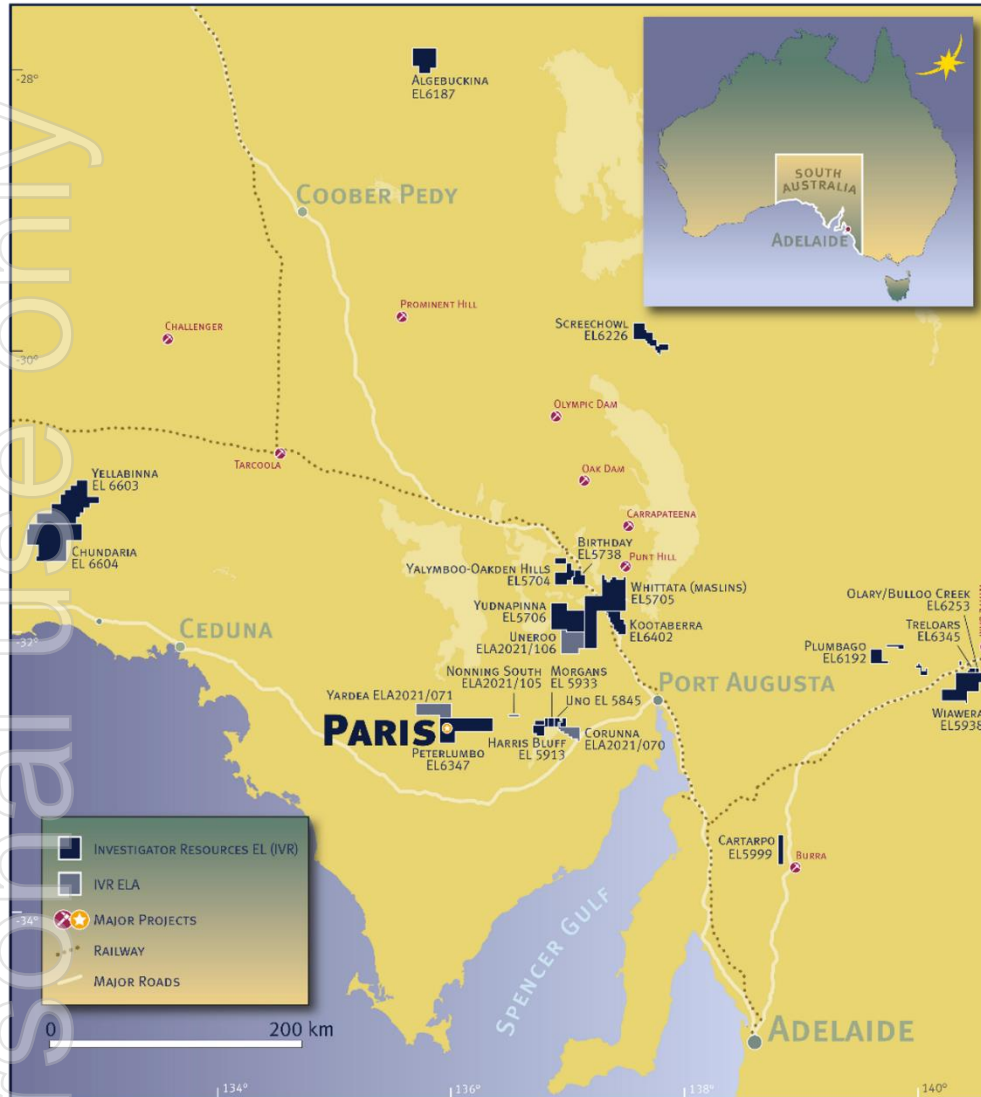 -28°
ALGEBUCKINA
EL6187
SOUTH
AUSTRALIA
ADELAIDE
COOBER PEDY
PROMINENT HILL
CHALLENGER
SCREECHOWL
EL6226
-30°
OLYMPIC DAM
TARCOOLA
OAK DAM
YELLABINNA
EL 6603
CARRAPATEENA
BIRTHDAY
EL5738
CHUNDARIA
EL 6604
YALYMBOO-OAKDEN HILLS
EL5704
PUNT HILL
WHITTATA (MASLINS)
EL5705
OLARY/BULLOO CREEK
EL6253
YUDNAPINNA
EL5706
KOOTABERRA
EL6402
TREELOARS
EL6345
-32°
CEDUNA
UNEROO
ELA2021/106
PLUMBAGO
EL6192
NONNING SOUTH
ELA2021/105
MORGANS
EL 5933
PORT AUGUSTA
YARDEA ELA2021/071
UNO EL 5845
WIAWERA
EL5938
PARIS
HARRIS BLUFF
EL 5913
CORUNNA
ELA2021/070
PETERLUMBO
EL6347
INVESTIGATOR RESOURCES EL (IVR)
IVR ELA
MAJOR PROJECTS
RAILWAY
MAJOR ROADS
CARTARPO
EL5999
BURRA
-34°
SPENCER GULF
0 200 km
ADELAIDE
134° 136° 138° 140°
rsonal use only